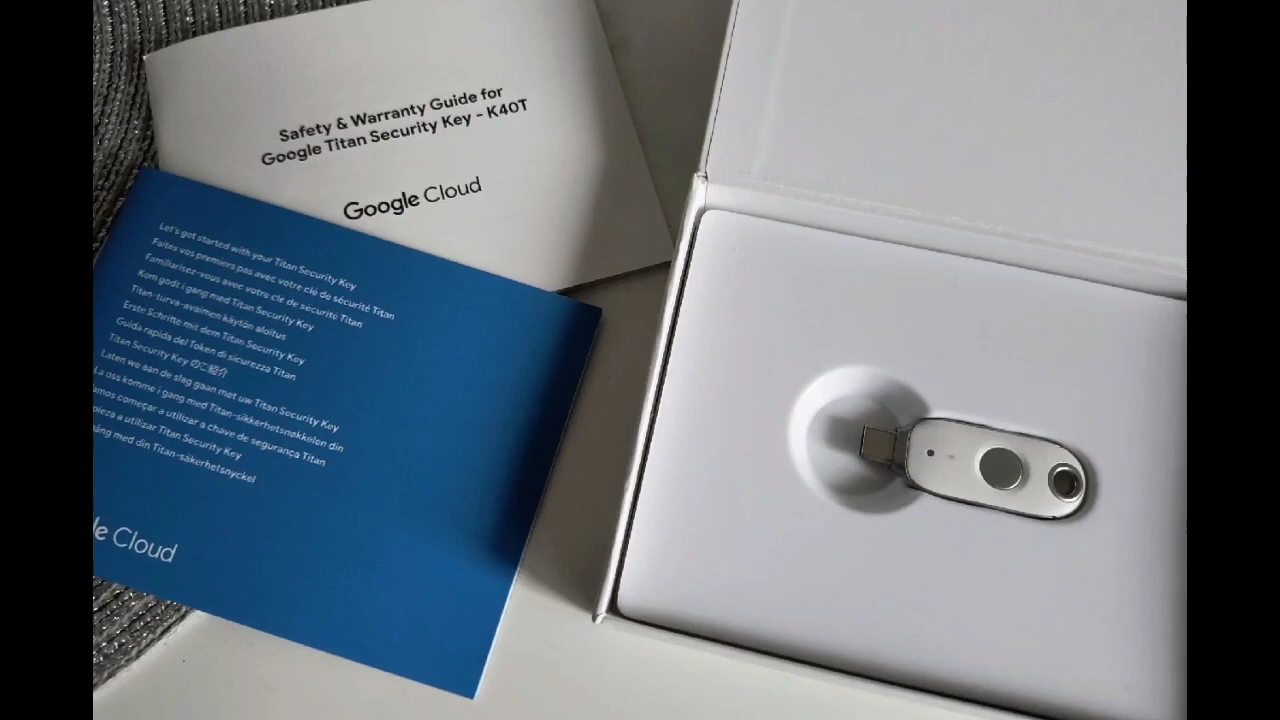 Safety & Warranty Guide for
Google Titan Security Key - K40T
Google Cloud
Let's get started with your Titan Security Key
Faites vos premiers pas avec votre clé de sécurité Titan
Familiarisez-vous avec votre clé de sécurité Titan
Kom godt i gang med Titan Security Key
Titan-turva-avaimen käytön aloitus
Erste Schritte mit dem Titan Security Key
Guida rapida del Token di sicurezza Titan
Titan Security Key のご紹介
Laten we aan de slag gaan met uw Titan Security Key
La oss komme i gang med Titan-sikkerhetsnøkkelen din
amos começar a utilizar a chave de segurança Titan
pieza a utilizar Titan Security Key
ång med din Titan-säkerhetsnyckel
le Cloud